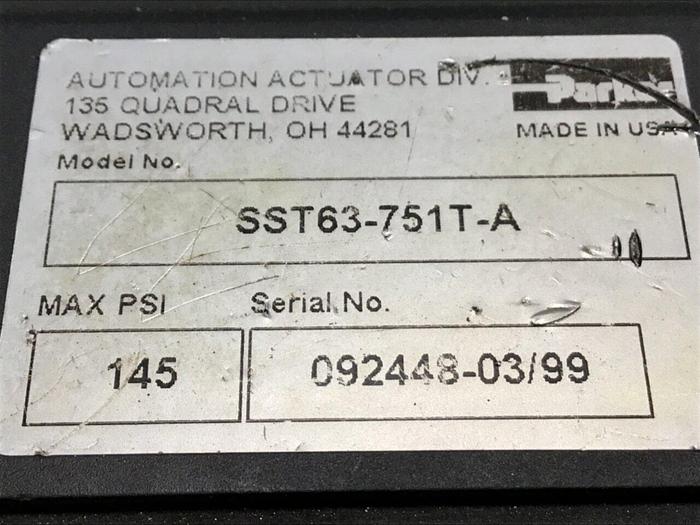 AUTOMATION ACTUATOR DIV.
Parker
135 QUADRAL DRIVE
WADSWORTH, OH 44281
MADE IN USA
Model No.
SST63-751T-A
MAX PSI
Serial No.
145
092448-03/99